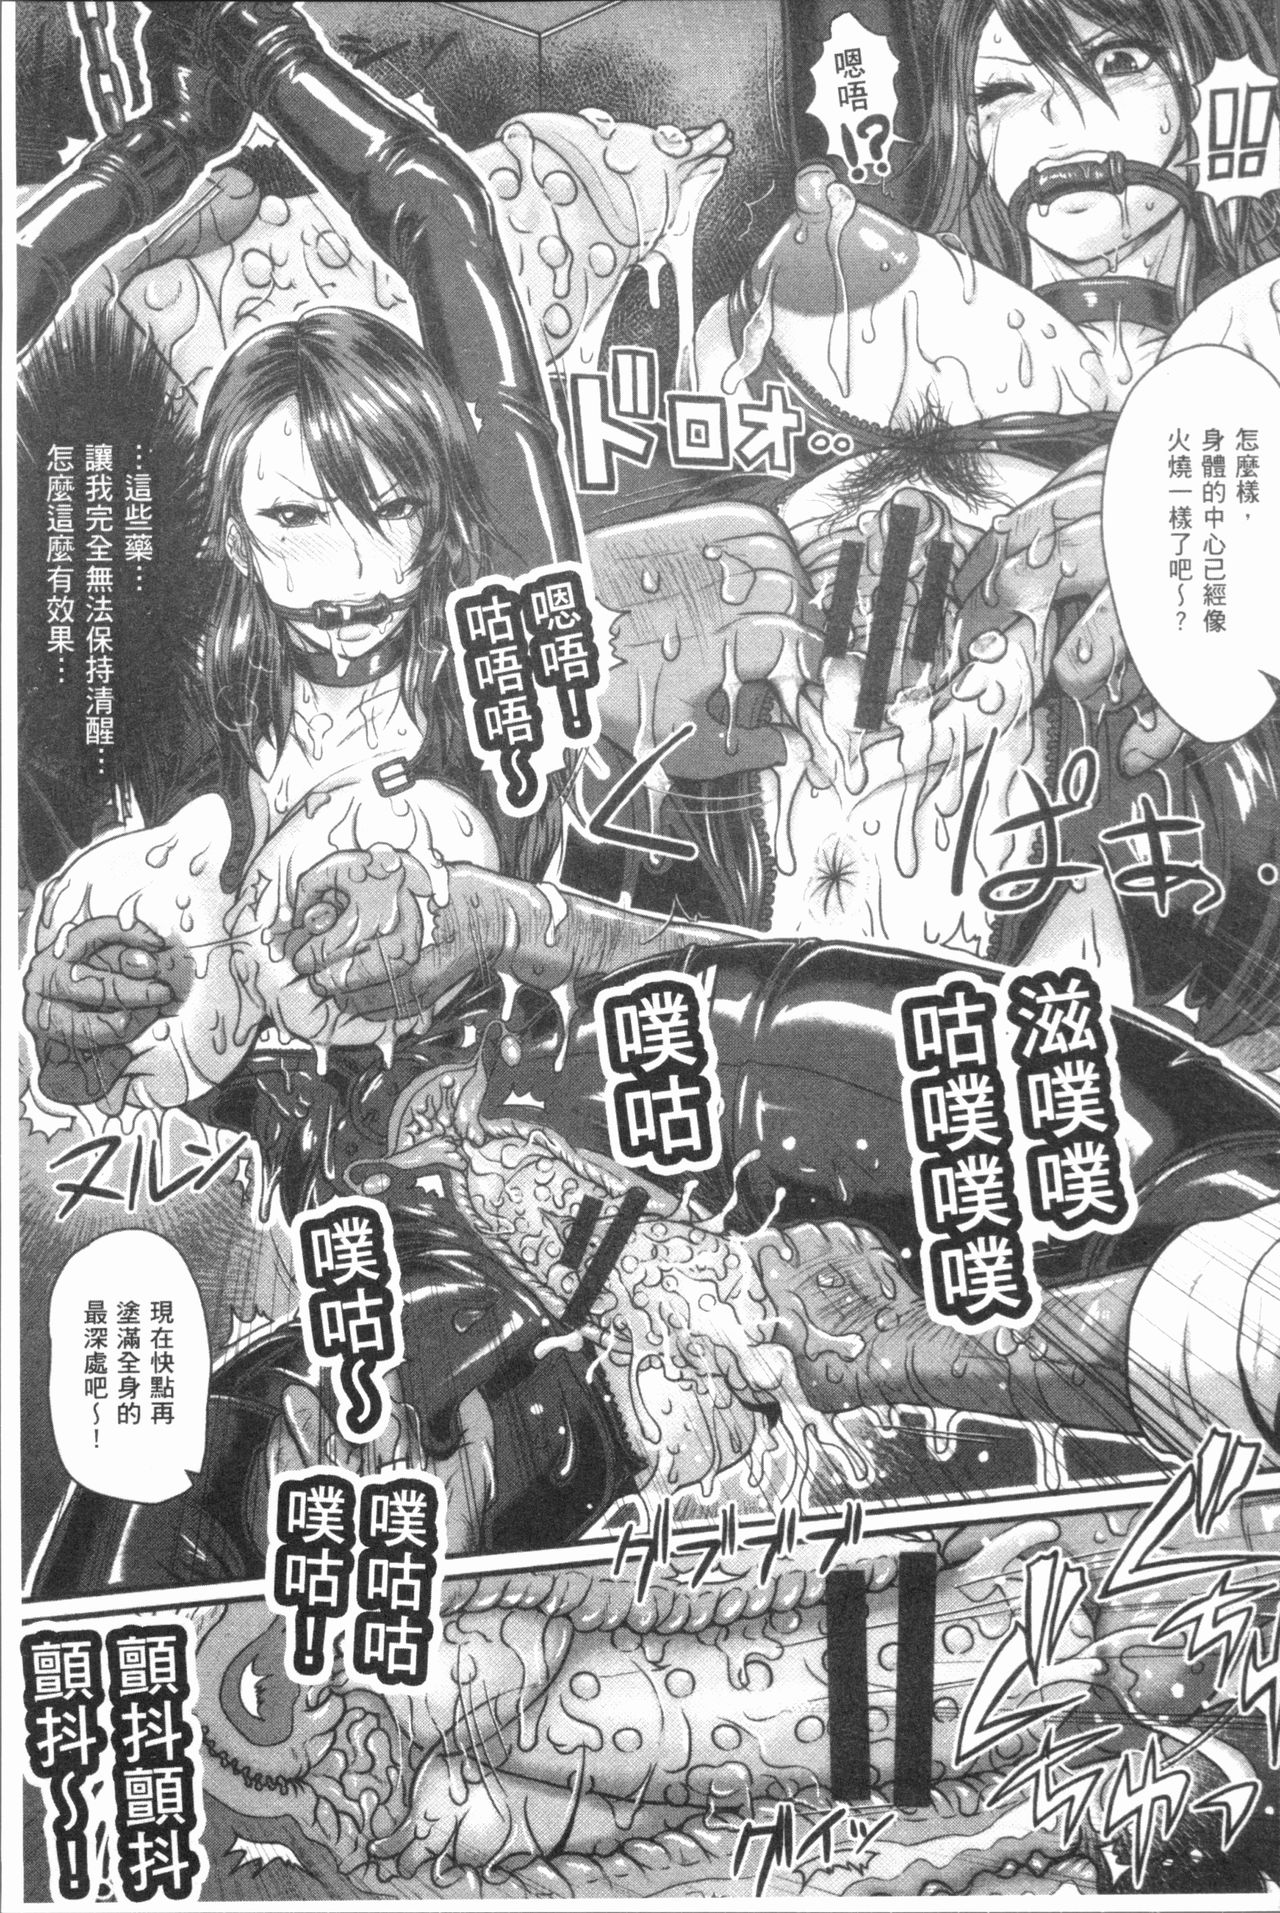 怎麼樣，
身體的中心已經像
火燒一樣了吧～？
!!
嗯唔
!?
ドロオ‥
くぱあ。
嗯唔！
咕唔唔～
…這些藥…
讓我完全無法保持清醒…
怎麼這麼有效果…
滋噗噗
咕噗噗噗
噗咕
ヌルン
噗咕～
現在快點再
塗滿全身的
最深處吧～！
噗咕咕
噗咕！
グブブブ
グイッ
顫抖顫抖
顫抖～！